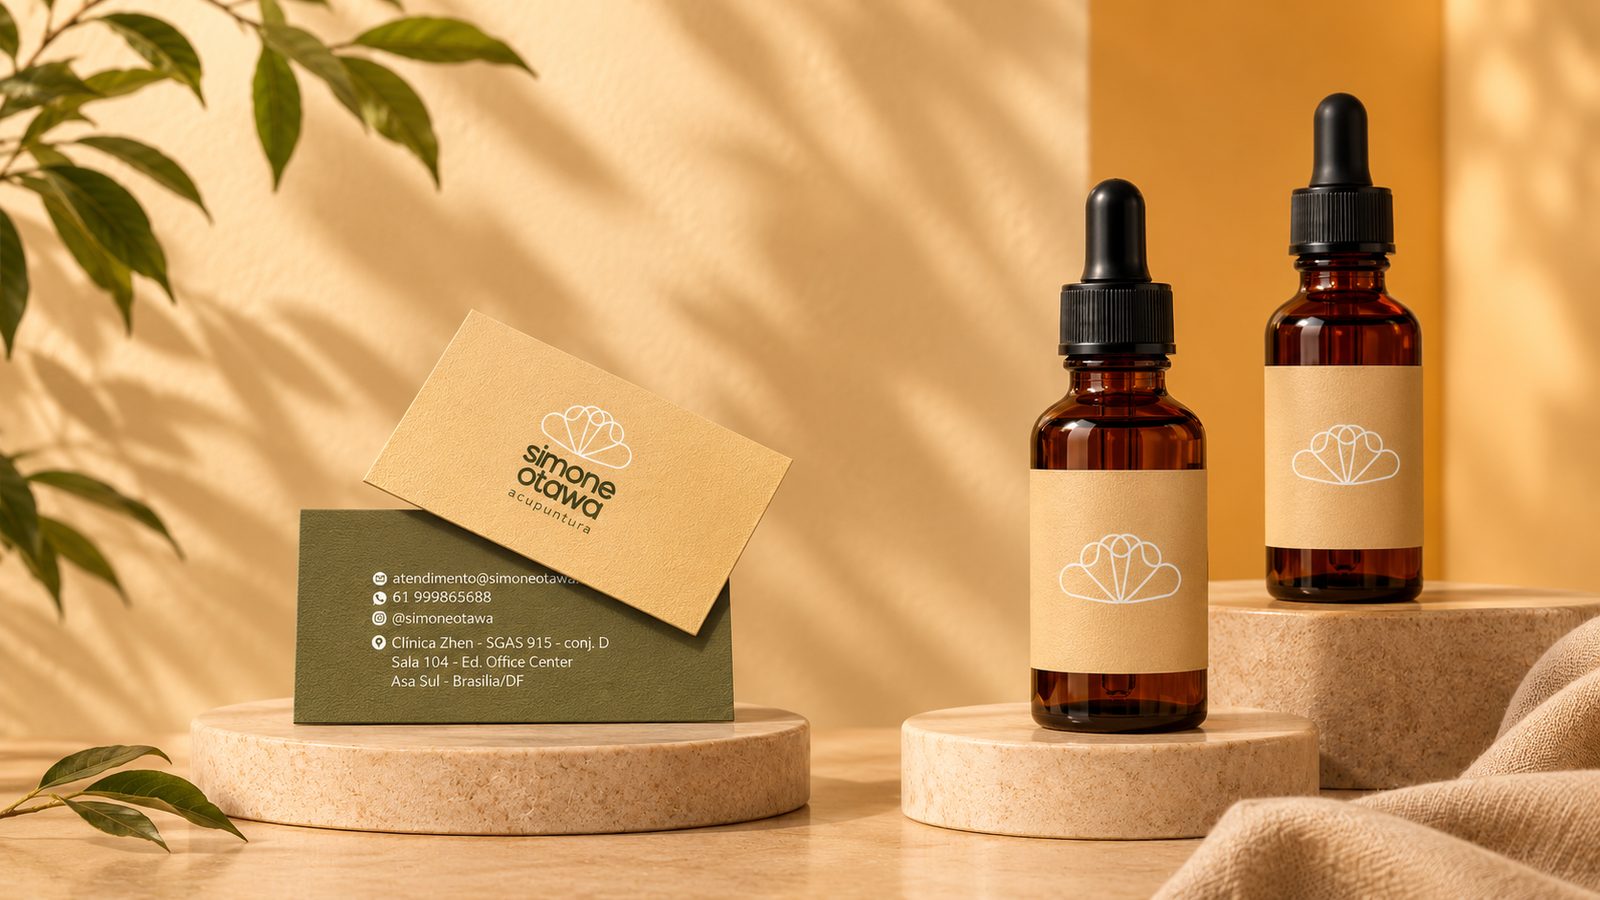 simone
otawa
acupuntura
atendimento@simoneotawa.
61 999865688
@simoneotawa
Clínica Zhen - SGAS 915 - conj. D
Sala 104 - Ed. Office Center
Asa Sul - Brasilia/DF